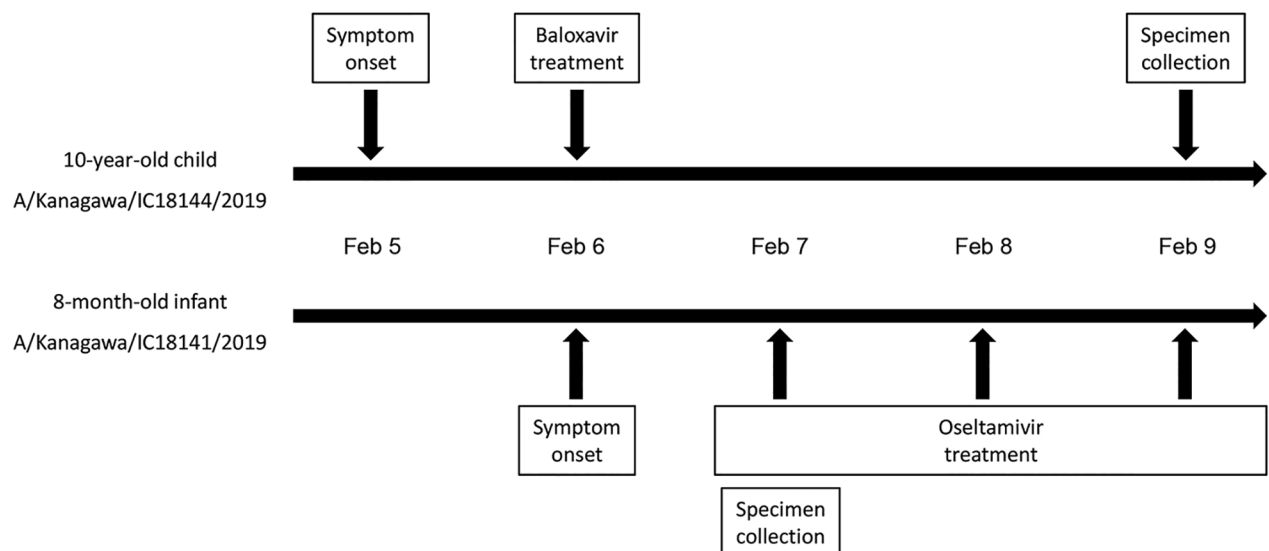 Symptom
onset
Baloxavir
treatment
Specimen
collection
10-year-old child
A/Kanagawa/IC18144/2019
Feb 5
Feb 6
Feb 7
Feb 8
Feb 9
8-month-old infant
A/Kanagawa/IC18141/2019
Symptom
onset
Oseltamivir
treatment
Specimen
collection